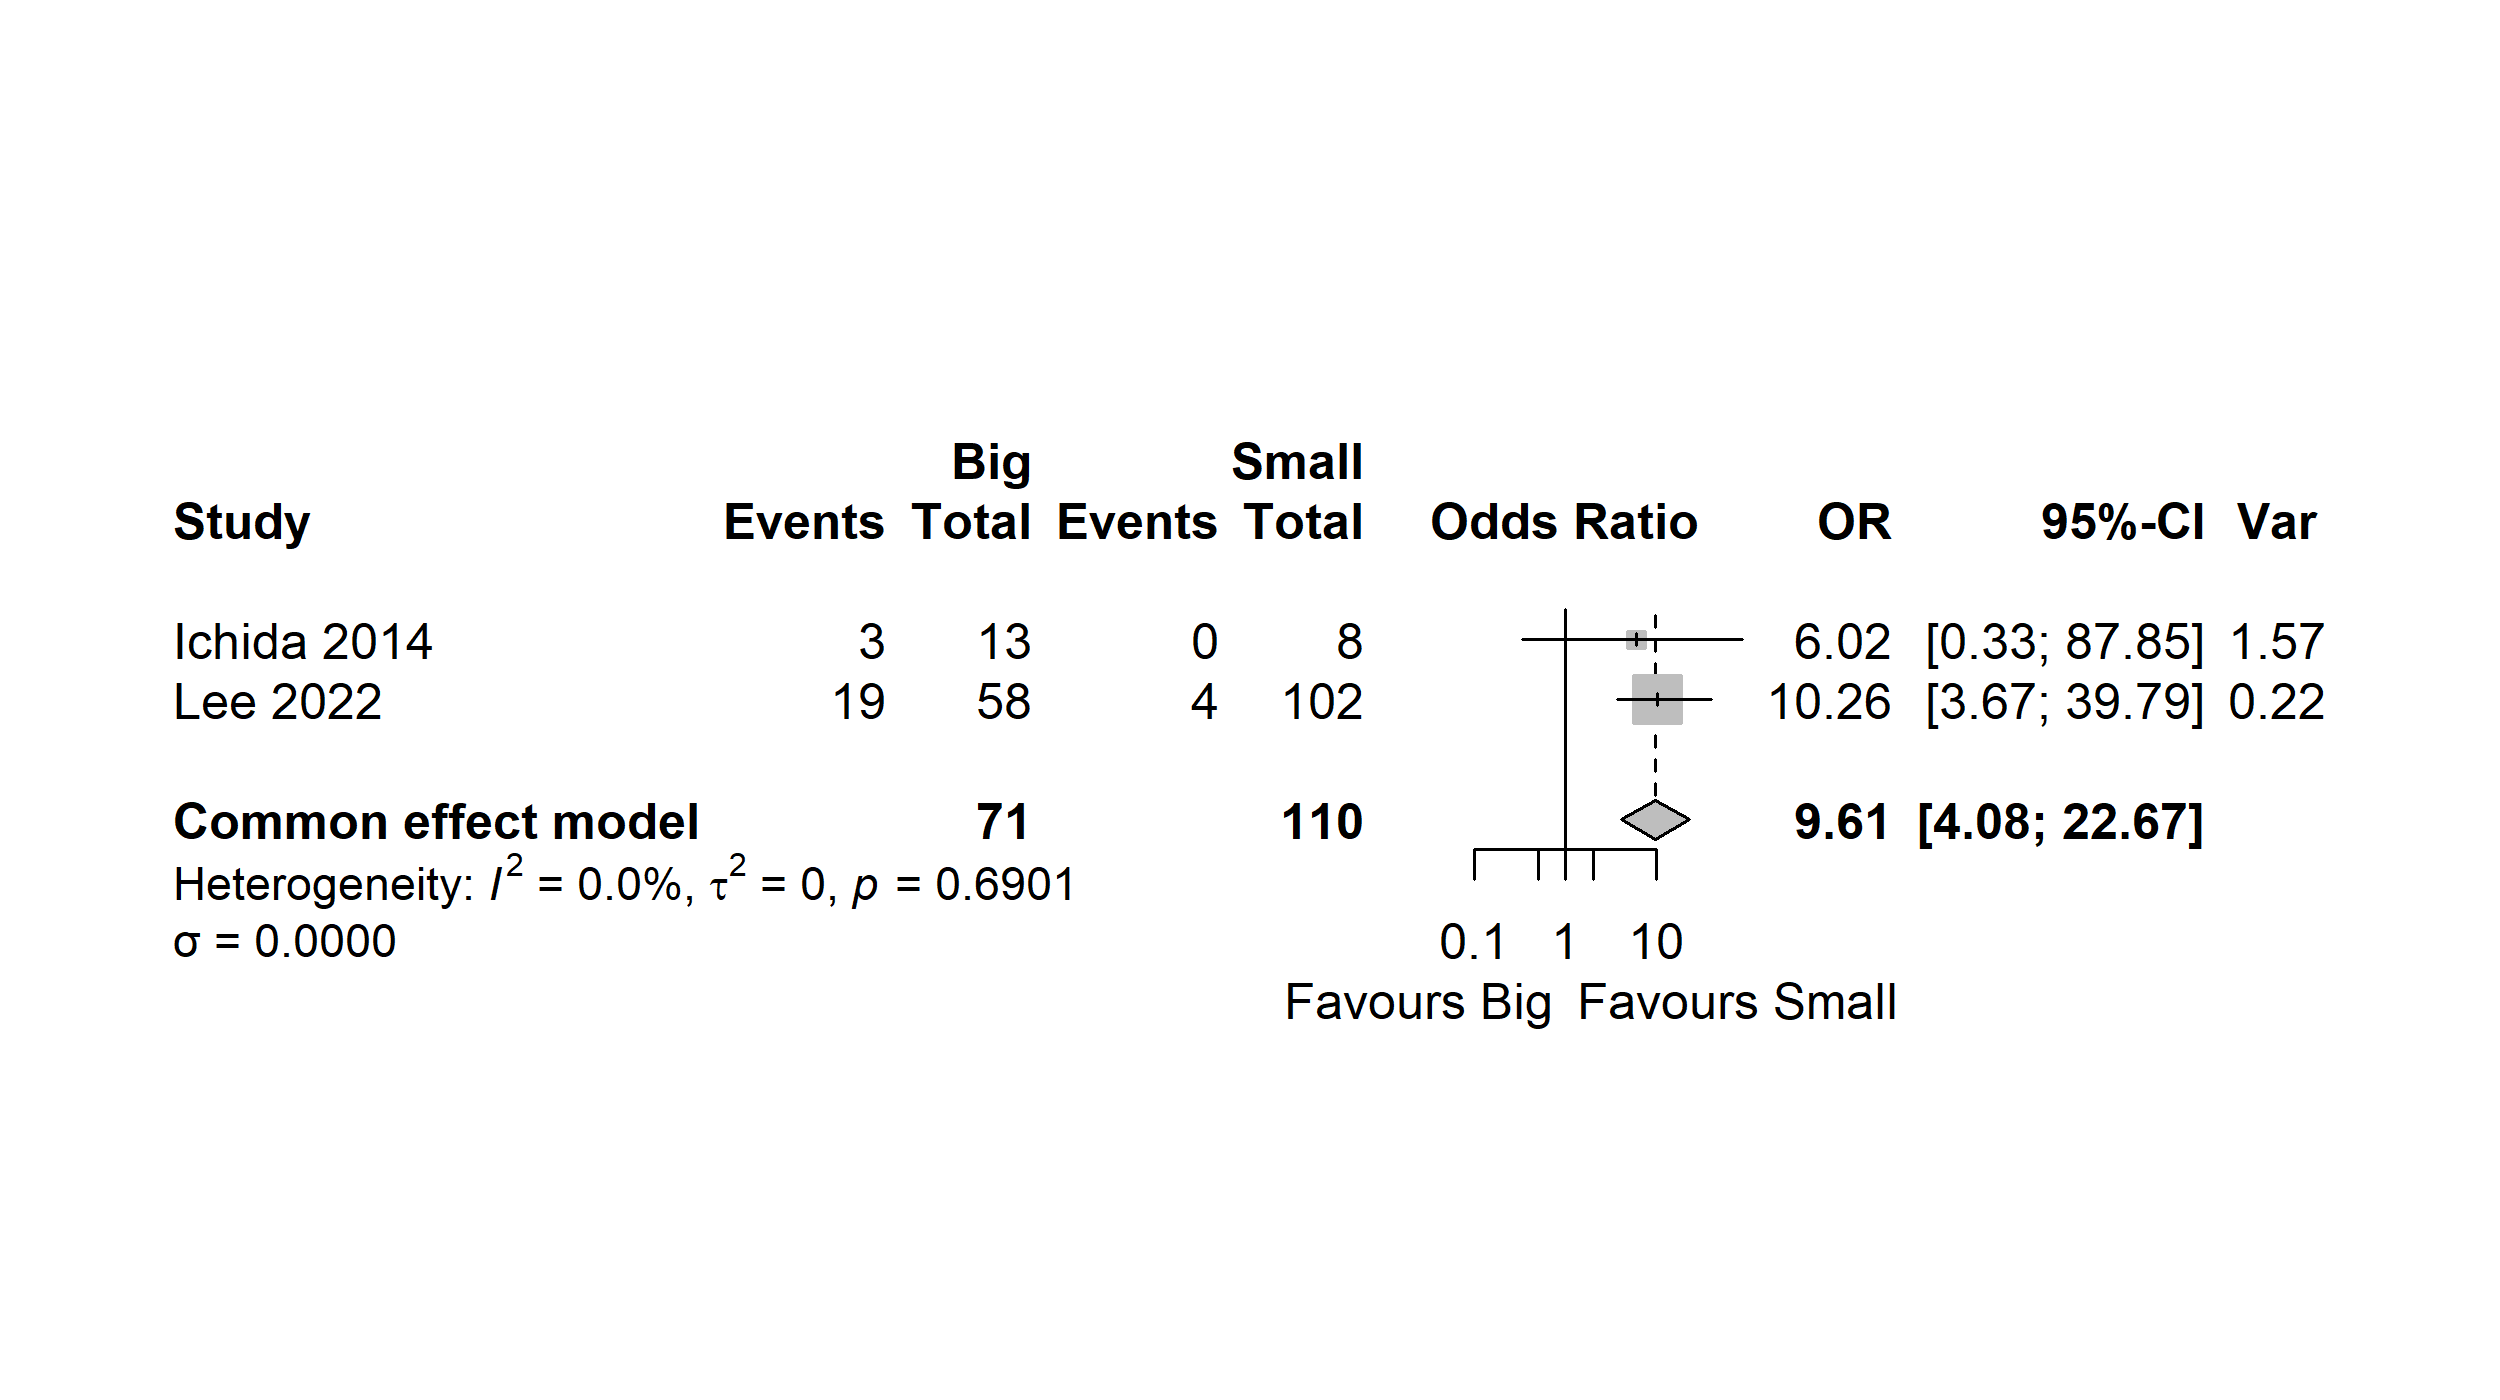 Big Small
Study Events Total Events Total Odds Ratio OR 95%-CI Var
Ichida 2014 3 13 0 8 6.02 [0.33; 87.85] 1.57
Lee 2022 19 58 4 102 10.26 [3.67; 39.79] 0.22
Common effect model 71 110 9.61 [4.08; 22.67]
Heterogeneity: I² = 0.0%, τ² = 0, p = 0.6901
σ = 0.0000 0.1 1 10
Favours Big Favours Small